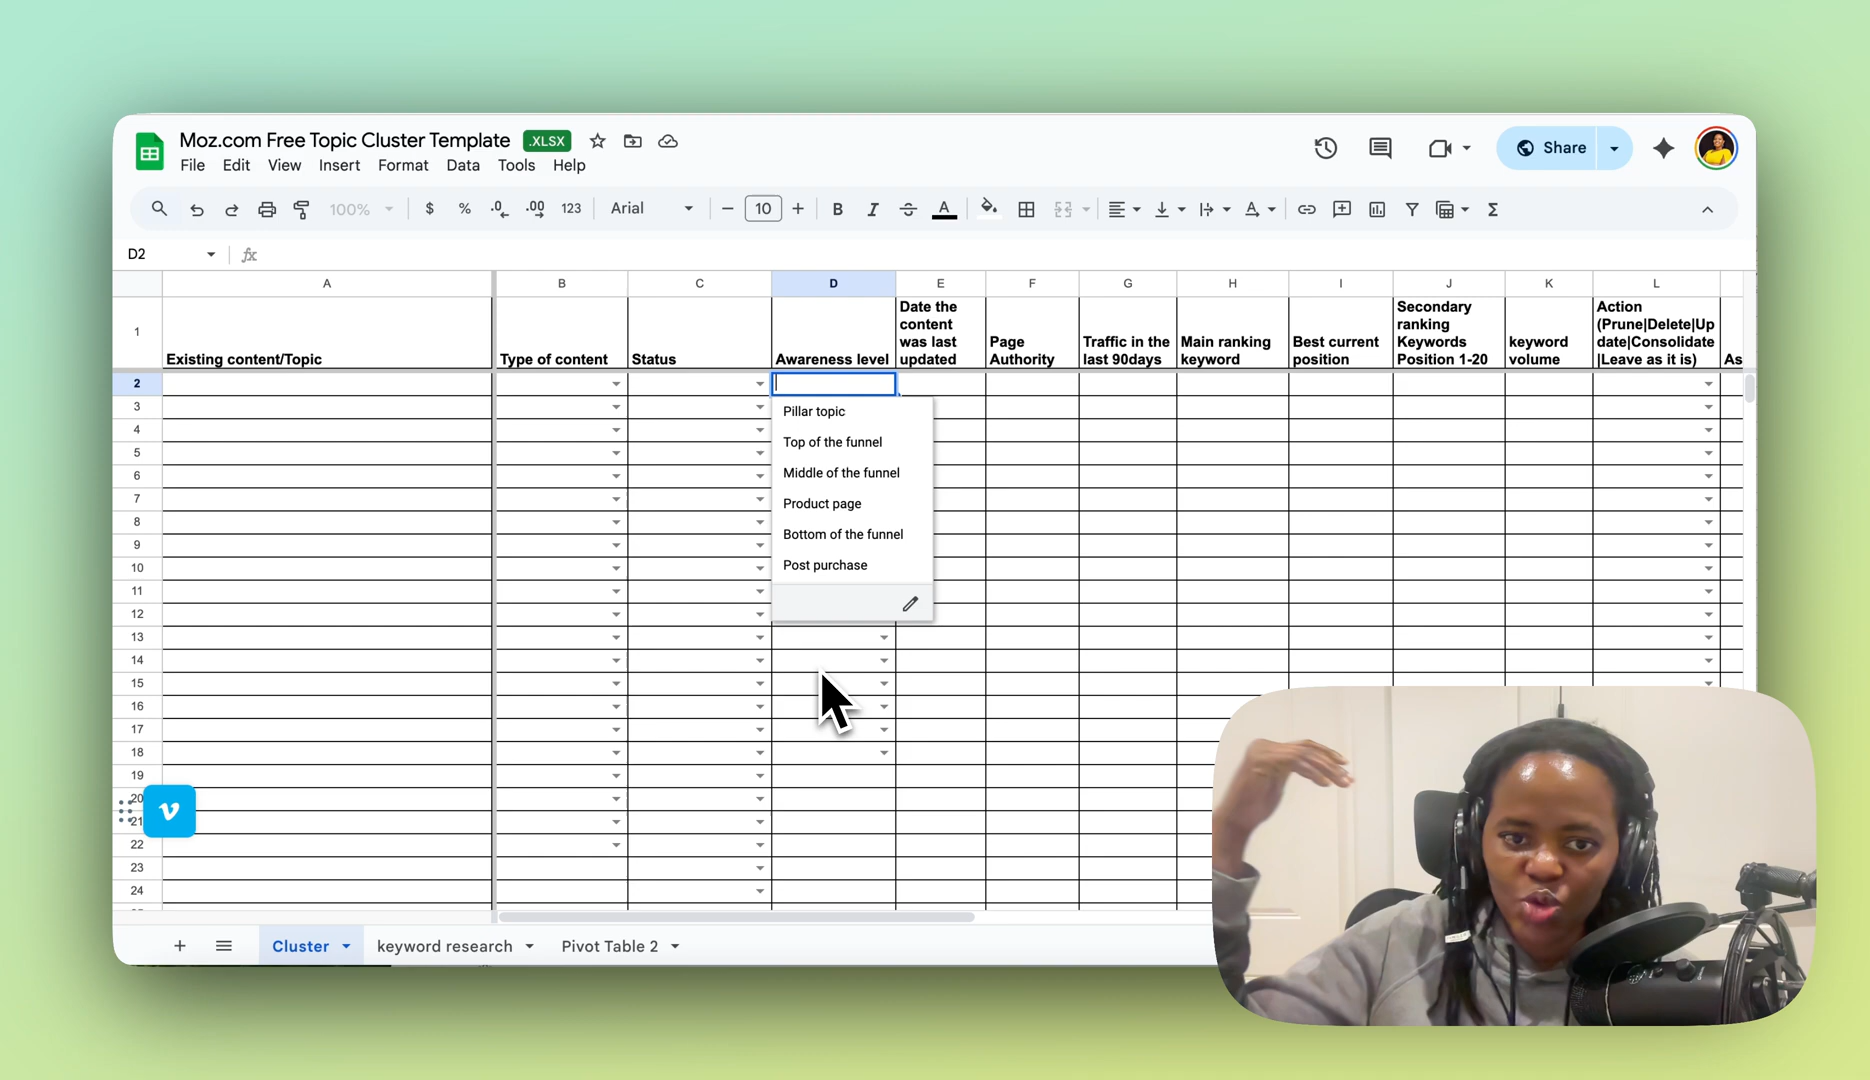 Moz.com Free Topic Cluster Template .XLSX
File Edit View Insert Format Data Tools Help
Share
100% $ % .0 .00 123 Arial 10 B I S A Σ
D2 fx
A B C D E F G H I J K L
1
Existing content/Topic
Type of content
Status
Awareness level
Date the
content
was last
updated
Page
Authority
Traffic in the
last 90days
Main ranking
keyword
Best current
position
Secondary
ranking
Keywords
Position 1-20
keyword
volume
Action
(Prune|Delete|Up
date|Consolidate
|Leave as it is)
As
2
3
4
5
6
7
8
9
10
11
12
13
14
15
16
17
18
19
20
21
22
23
24
Pillar topic
Top of the funnel
Middle of the funnel
Product page
Bottom of the funnel
Post purchase
Cluster keyword research Pivot Table 2